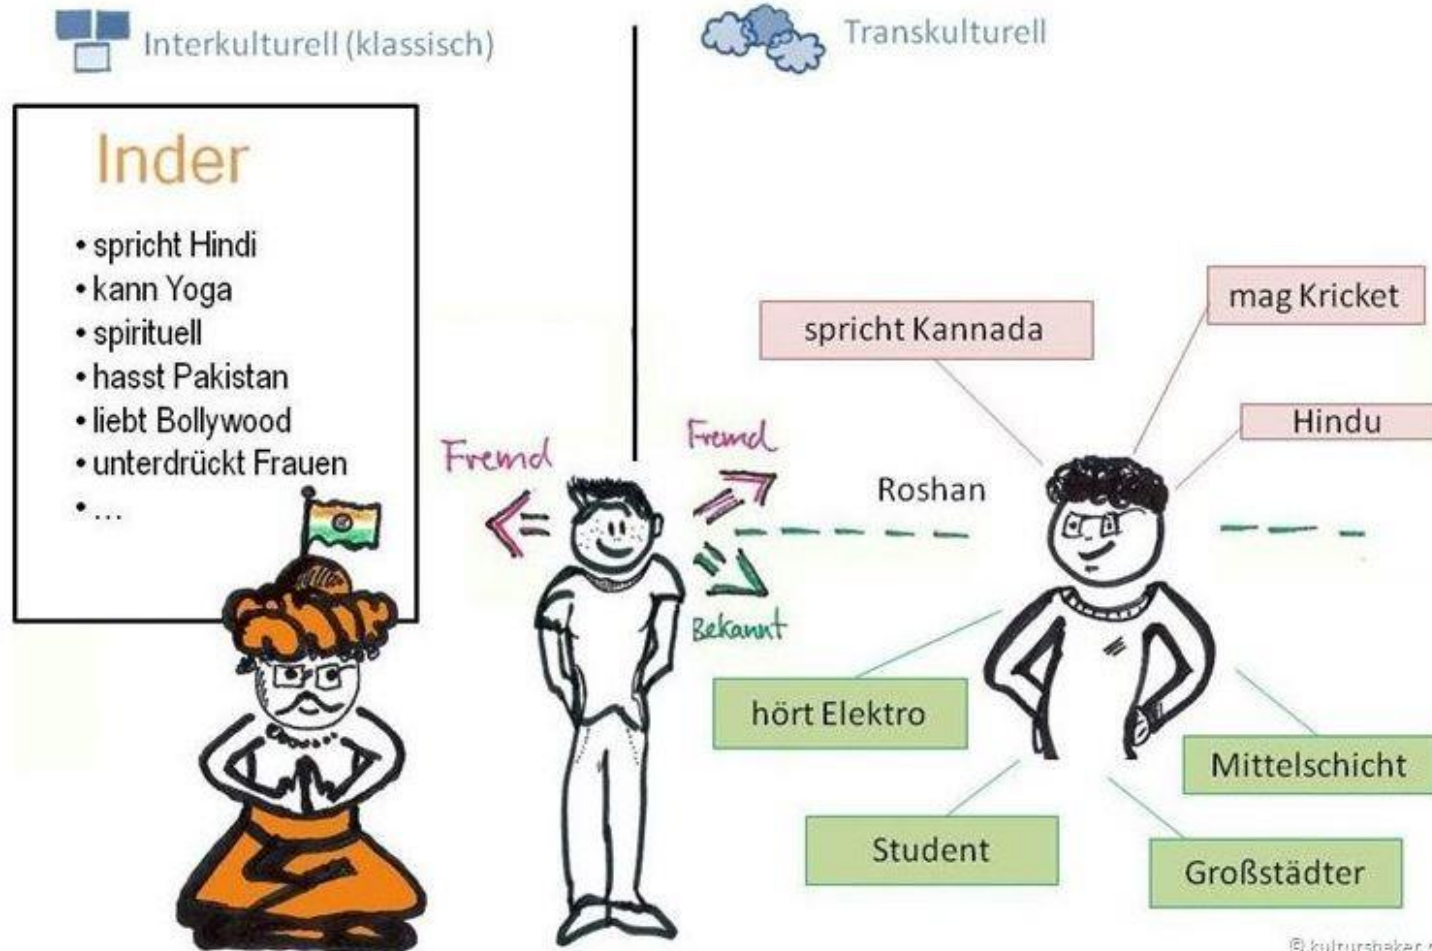 Interkulturell (klassisch)
Inder
• spricht Hindi
• kann Yoga
• spirituell
• hasst Pakistan
• liebt Bollywood
• unterdrückt Frauen
• ...
Fremd
Transkulturell
mag Kricket
spricht Kannada
Hindu
Fremd
Roshan
Bekannt
hört Elektro
Mittelschicht
Student
Großstädter